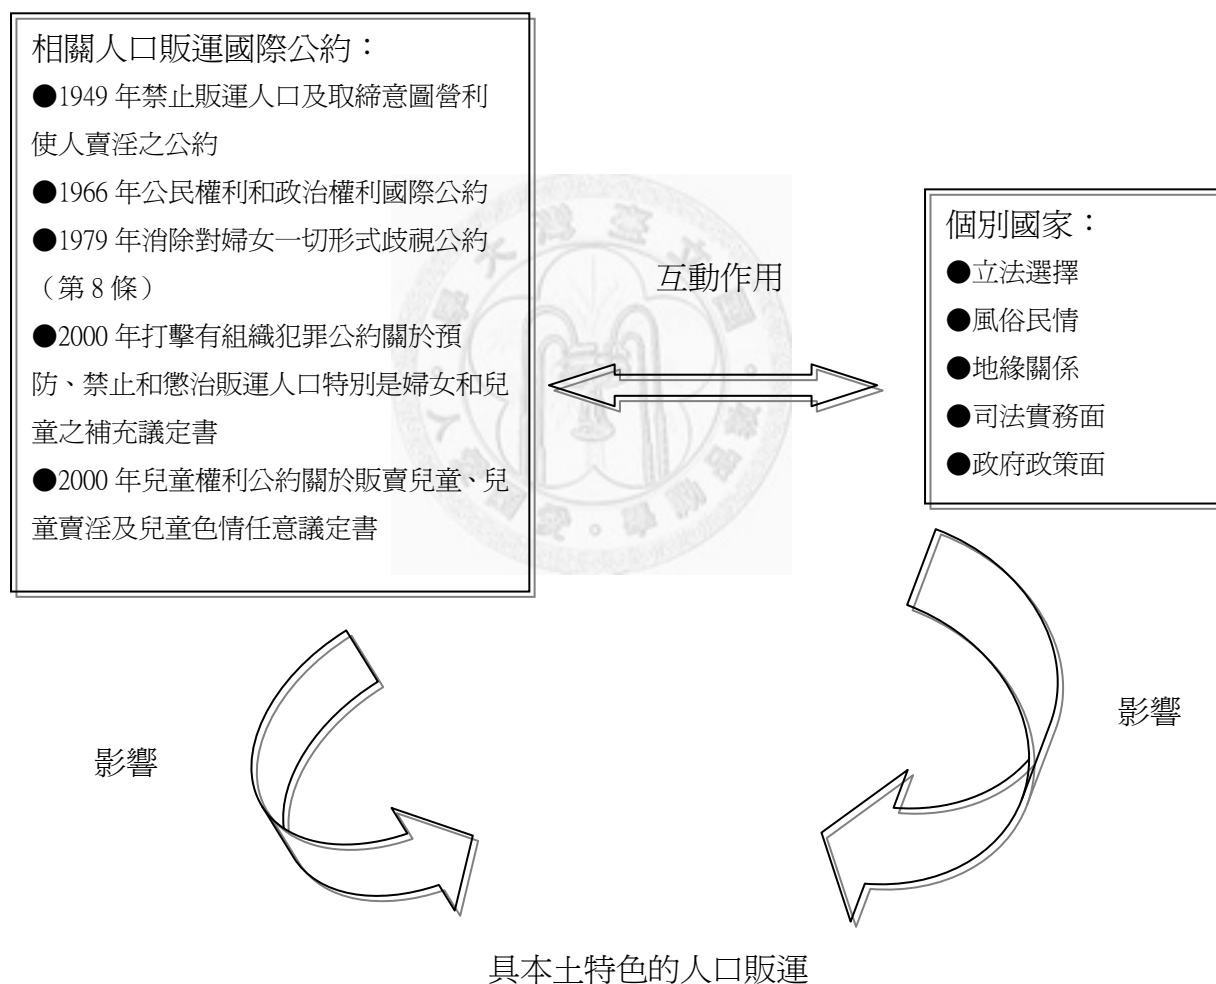 相關人口販運國際公約：
●1949 年禁止販運人口及取締意圖營利
使人賣淫之公約
●1966 年公民權利和政治權利國際公約
●1979 年消除對婦女一切形式歧視公約
（第 8 條）
●2000 年打擊有組織犯罪公約關於預
防、禁止和懲治販運人口特別是婦女和兒
童之補充議定書
●2000 年兒童權利公約關於販賣兒童、兒
童賣淫及兒童色情任意議定書
互動作用
個別國家：
●立法選擇
●風俗民情
●地緣關係
●司法實務面
●政府政策面
影響
影響
具本土特色的人口販運